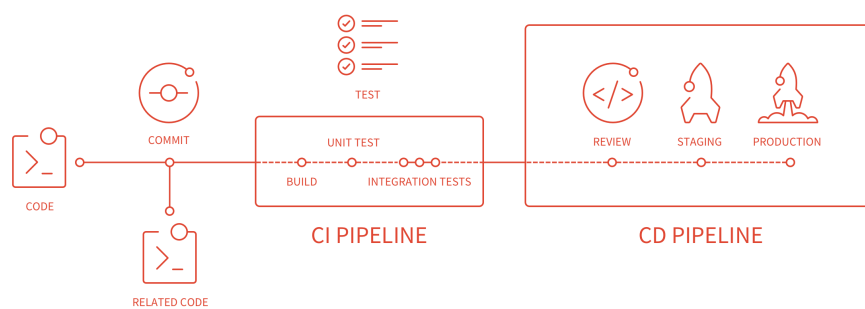 CODE
COMMIT
RELATED CODE
TEST
UNIT TEST
BUILD
INTEGRATION TESTS
CI PIPELINE
REVIEW
STAGING
PRODUCTION
CD PIPELINE